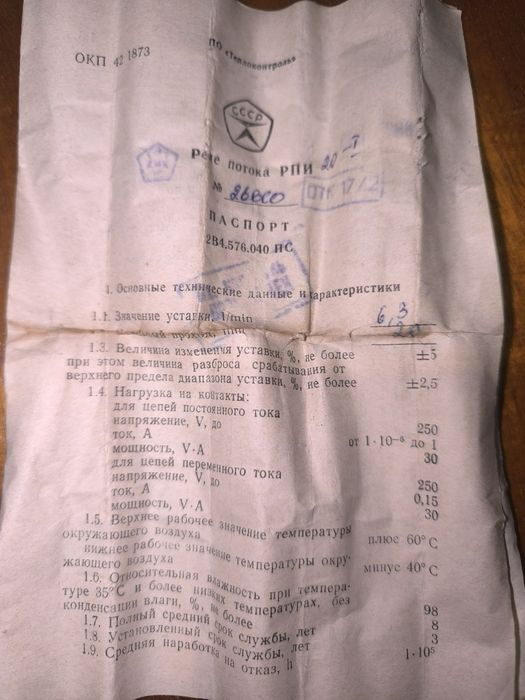 ОКП 42 1873
ПО «Теплоконтроль»
СССР
Реле потока РПИ 20-I
№
ОТК 17/2
ПАСПОРТ
2В4.576.040 ПС
1. Основные технические данные и характеристики
1.1. Значение уставки, l/min 6,3
проход, 20
1.3. Величина изменения уставки, %, не более ±5
при этом величина разброса срабатывания от
верхнего предела диапазона уставки, %, не более ±2,5
1.4. Нагрузка на контакты:
для цепей постоянного тока
напряжение, V, до 250
ток, А от 1·10⁻⁶ до 1
мощность, V·А 30
для цепей переменного тока
напряжение, V, до 250
ток, А 0,15
мощность, V·А 30
1.5. Верхнее рабочее значение температуры
окружающего воздуха плюс 60°С
нижнее рабочее значение температуры окру-
жающего воздуха минус 40°С
1.6. Относительная влажность при темпера-
туре 35°С и более низких температурах, без
конденсации влаги, %, не более 98
1.7. Полный средний срок службы, лет 8
1.8. Установленный срок службы, лет 3
1.9. Средняя наработка на отказ, h 1·10⁵